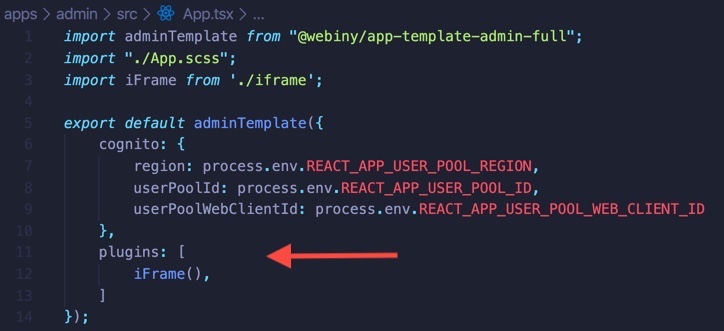 apps > admin > src > App.tsx > ...
1 import adminTemplate from "@webiny/app-template-admin-full";
2 import "./App.scss";
3 import iFrame from './iframe';
4
5 export default adminTemplate({
6 cognito: {
7 region: process.env.REACT_APP_USER_POOL_REGION,
8 userPoolId: process.env.REACT_APP_USER_POOL_ID,
9 userPoolWebClientId: process.env.REACT_APP_USER_POOL_WEB_CLIENT_ID
10 },
11 plugins: [
12 iFrame(),
13 ]
14 });